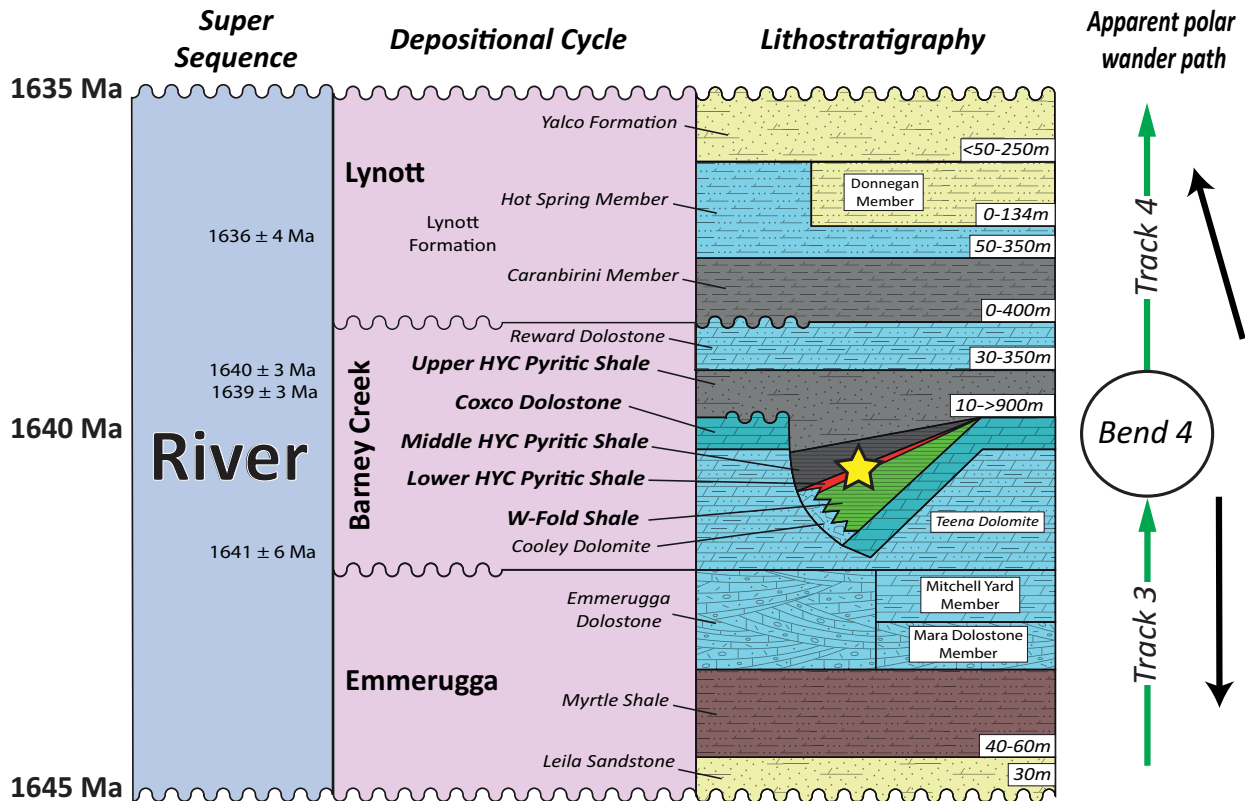 Super
Sequence
Depositional Cycle
Lithostratigraphy
Apparent polar
wander path
1635 Ma
1640 Ma
1645 Ma
River
1636 ± 4 Ma
1640 ± 3 Ma
1639 ± 3 Ma
1641 ± 6 Ma
Lynott
Lynott
Formation
Barney Creek
Emmerugga
Yalco Formation
Hot Spring Member
Caranbirini Member
Reward Dolostone
Upper HYC Pyritic Shale
Coxco Dolostone
Middle HYC Pyritic Shale
Lower HYC Pyritic Shale
W-Fold Shale
Cooley Dolomite
Emmerugga
Dolostone
Myrtle Shale
Leila Sandstone
<50-250m
Donnegan
Member
0-134m
50-350m
0-400m
30-350m
10->900m
Teena Dolomite
Mitchell Yard
Member
Mara Dolostone
Member
40-60m
30m
Track 4
Bend 4
Track 3